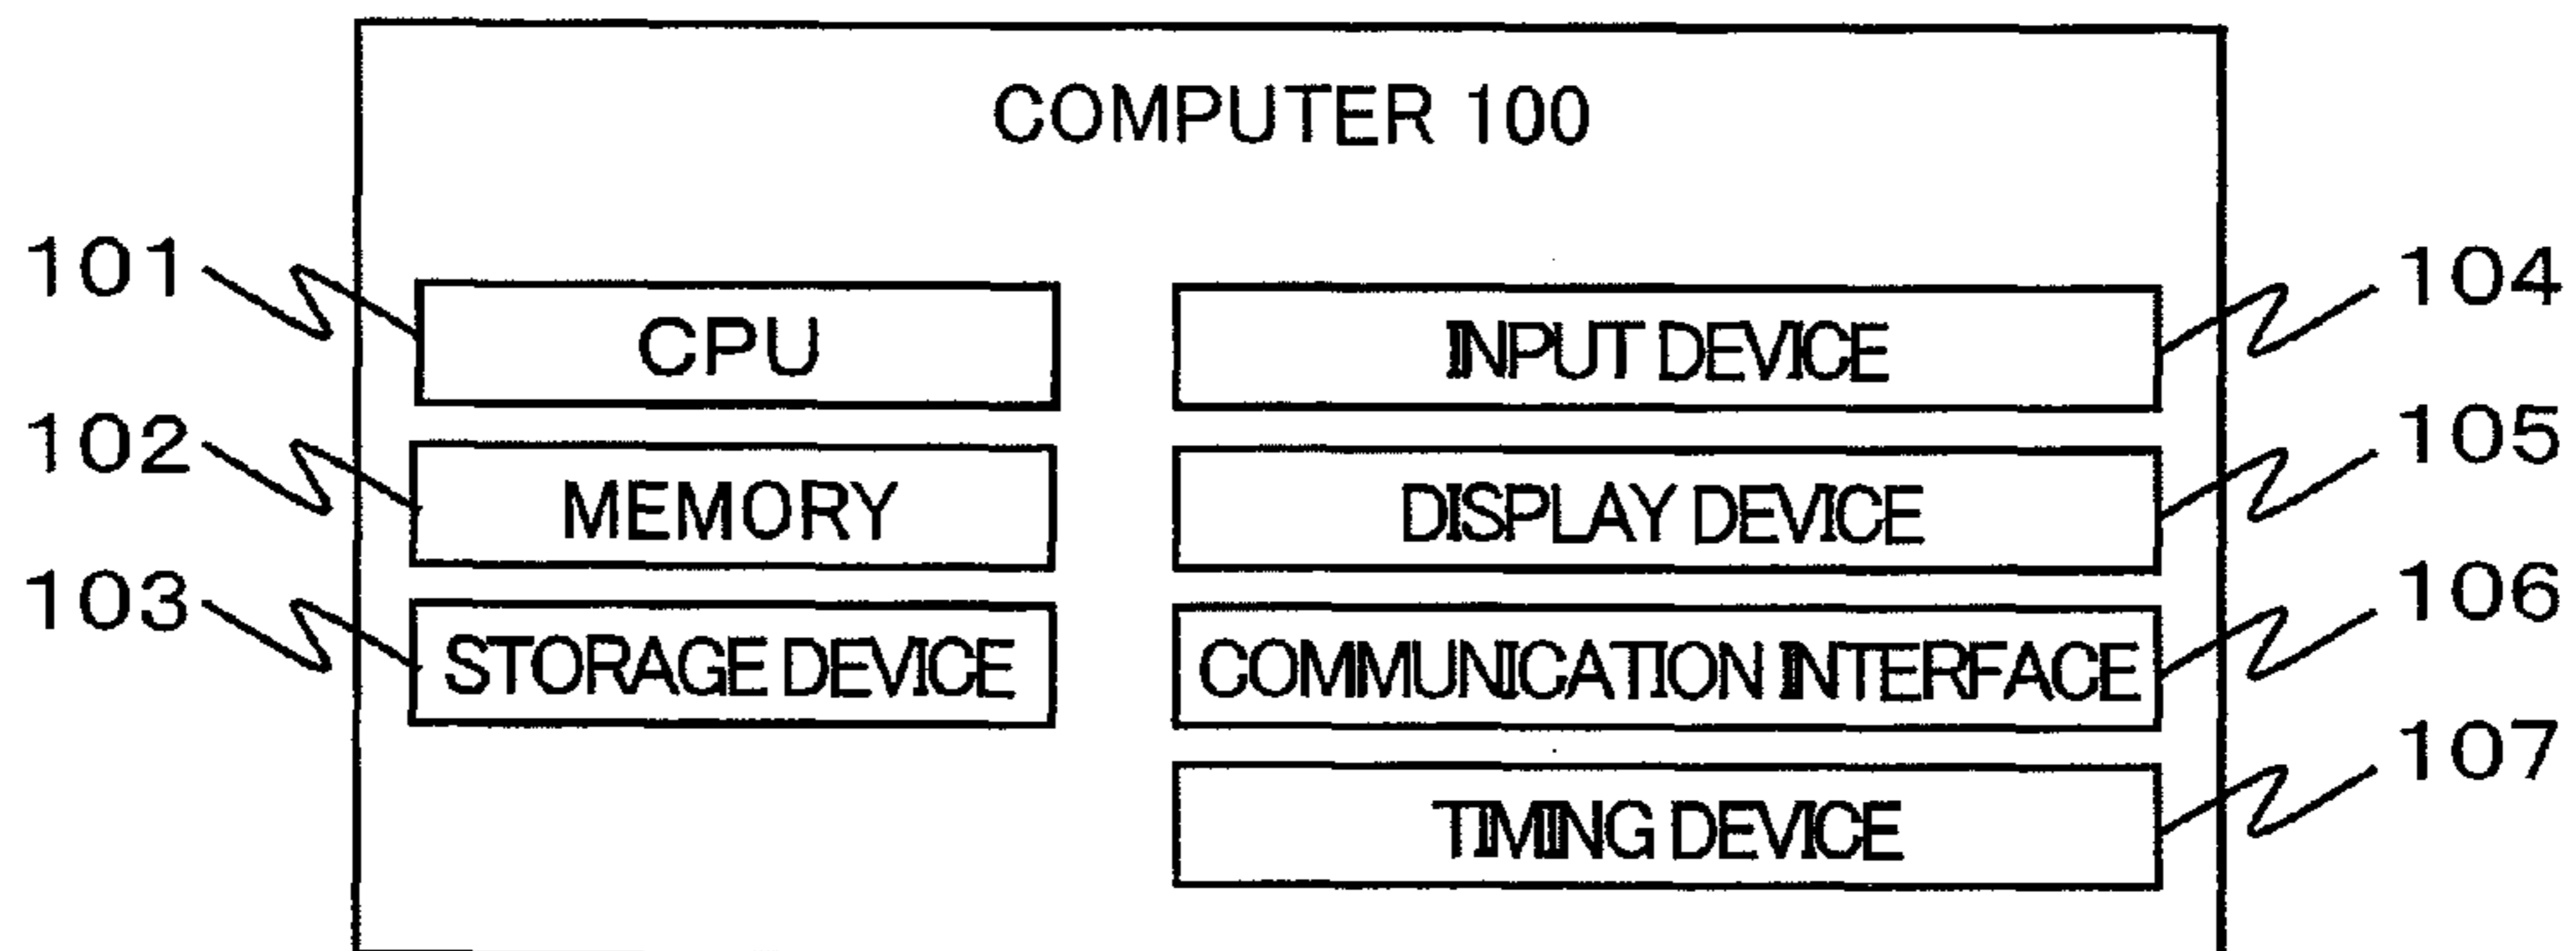 COMPUTER 100
101
CPU
102
MEMORY
103
STORAGE DEVICE
104
INPUT DEVICE
105
DISPLAY DEVICE
106
COMMUNICATION INTERFACE
107
TIMING DEVICE